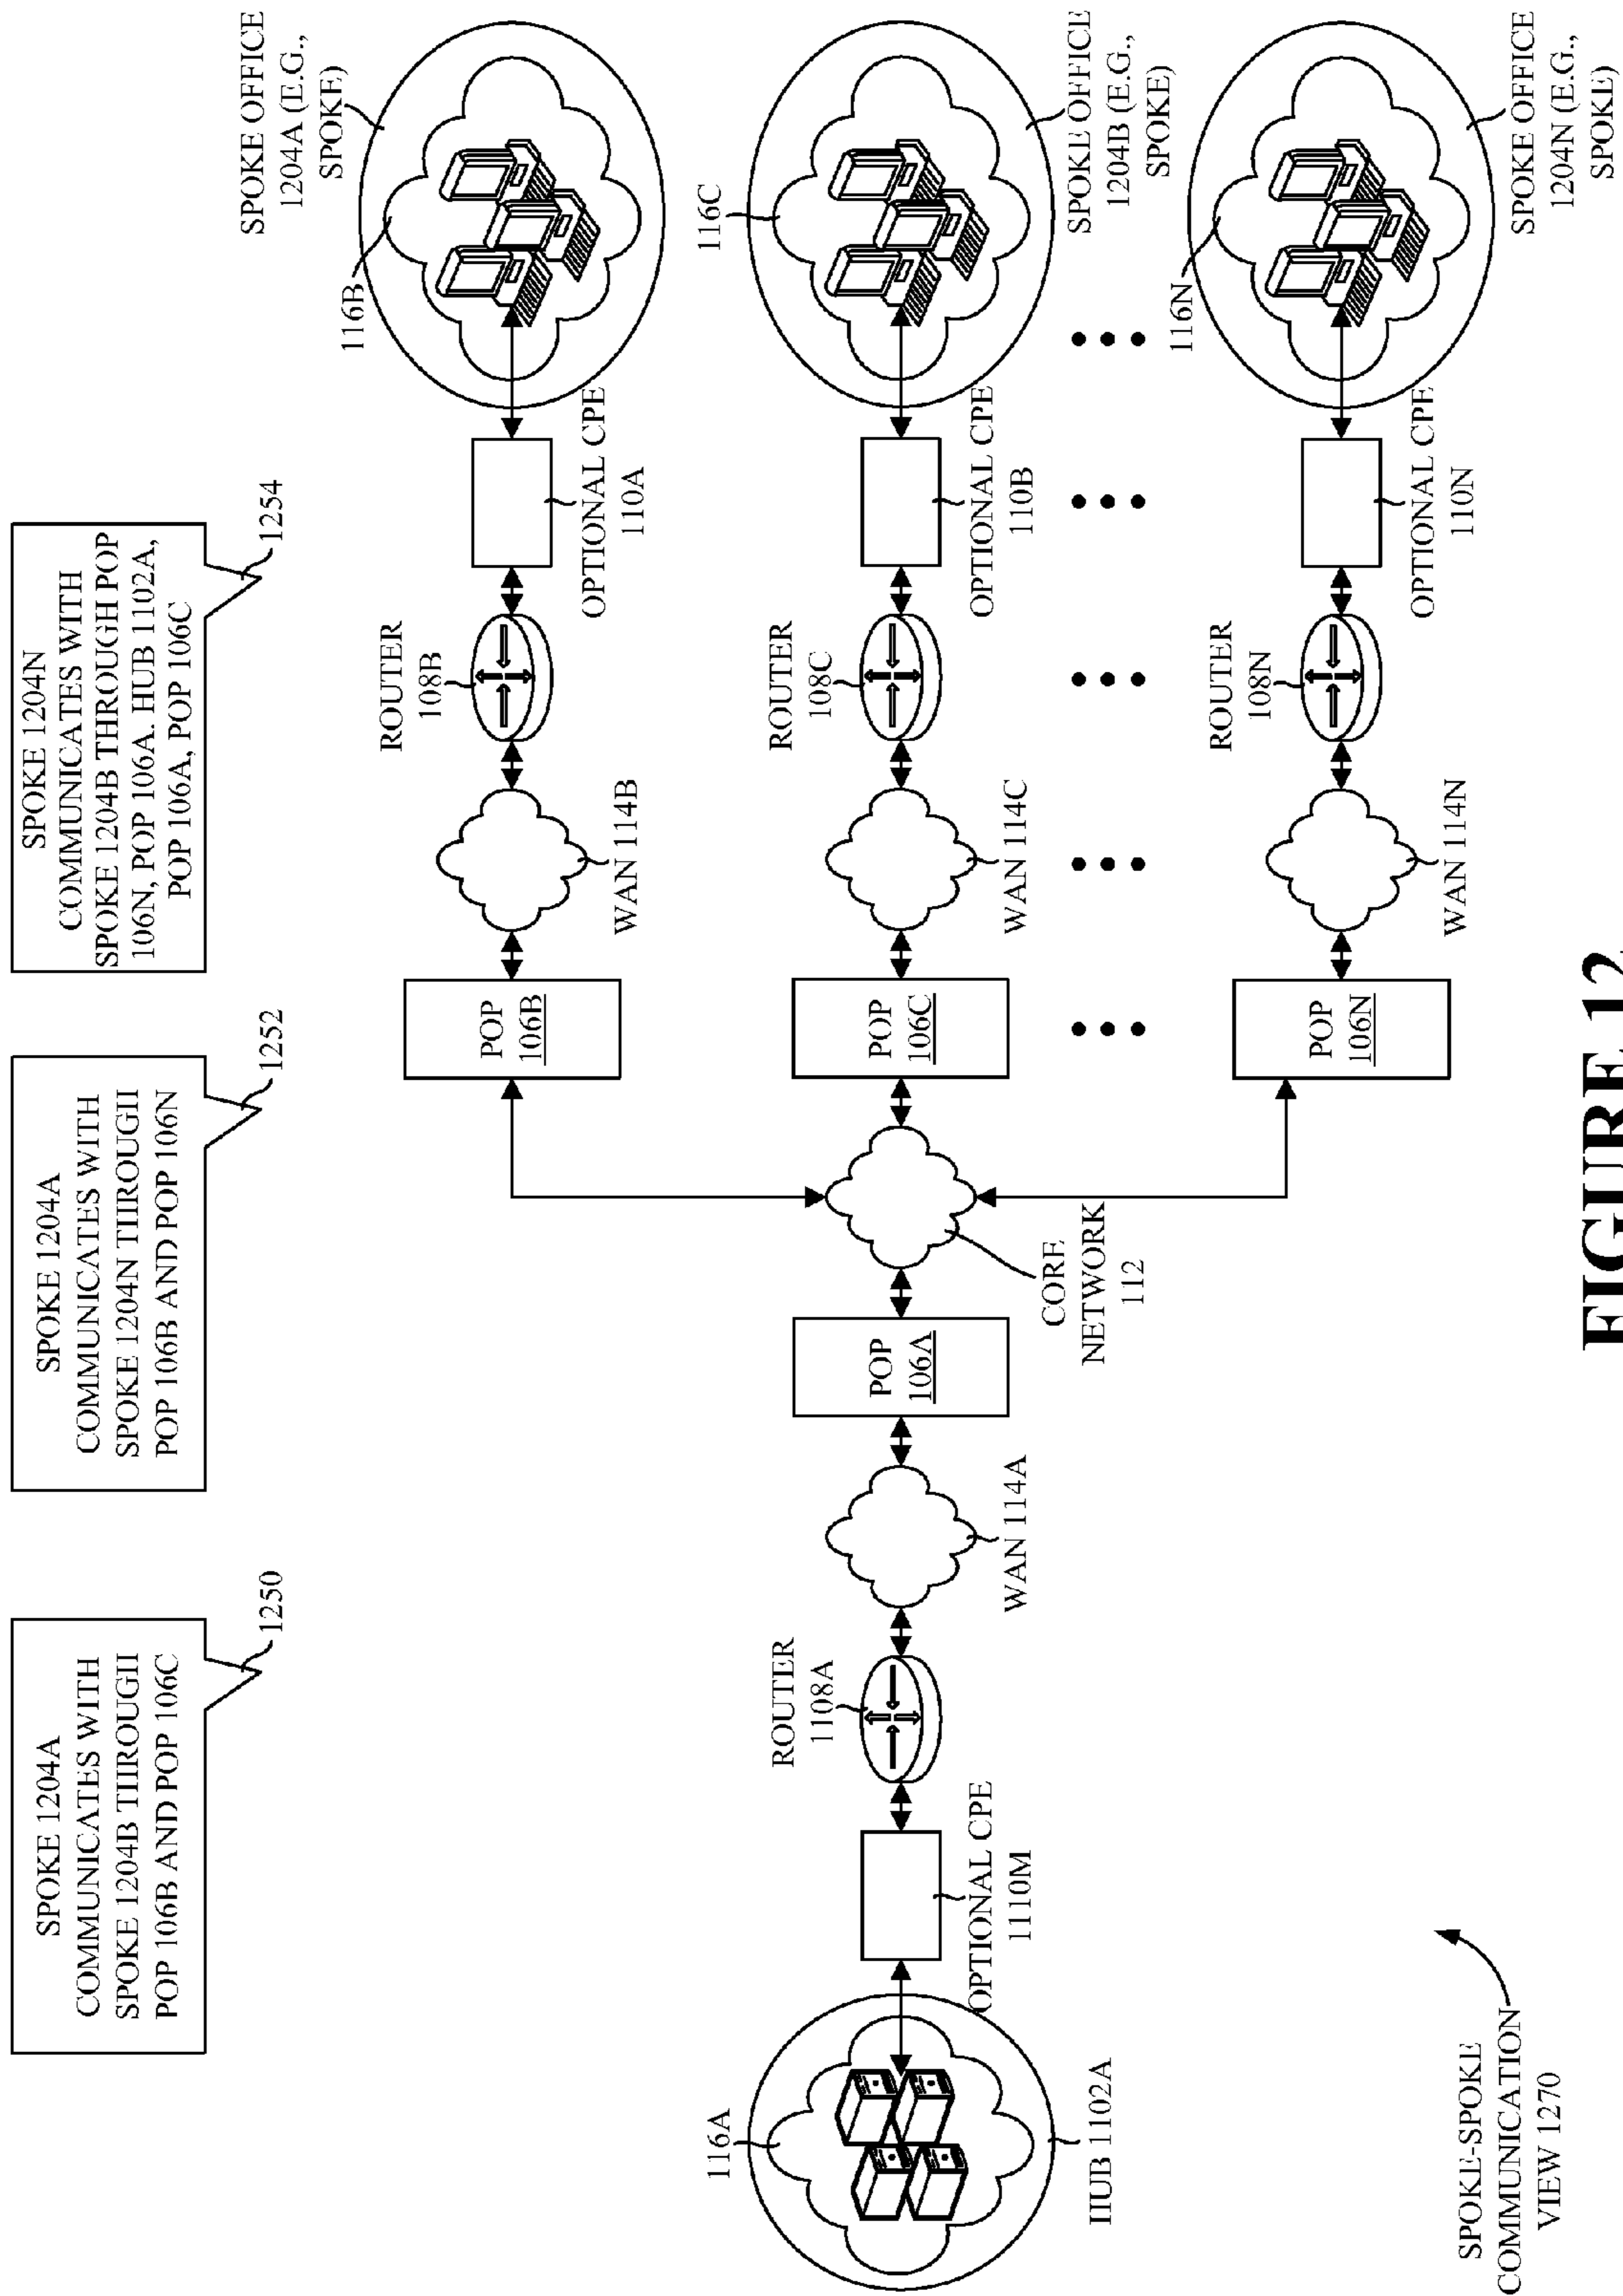 SPOKE 1204A
COMMUNICATES WITH
SPOKE 1204B THROUGH
POP 106B AND POP 106C
1250
SPOKE 1204A
COMMUNICATES WITH
SPOKE 1204N THROUGH
POP 106B AND POP 106N
1252
SPOKE 1204N
COMMUNICATES WITH
SPOKE 1204B THROUGH POP
106N, POP 106A. HUB 1102A,
POP 106A, POP 106C
1254
SPOKE OFFICE
1204A (E.G.,
SPOKE)
116B
ROUTER
108B
POP
106B
WAN 114B
OPTIONAL CPE
110A
116A
HUB 1102A
OPTIONAL CPE
1110M
ROUTER
1108A
WAN 114A
POP
106A
CORE
NETWORK
112
POP
106C
WAN 114C
ROUTER
108C
OPTIONAL CPE
110B
116C
SPOKE OFFICE
1204B (E.G.,
SPOKE)
POP
106N
WAN 114N
ROUTER
108N
OPTIONAL CPE
110N
116N
SPOKE OFFICE
1204N (E.G.,
SPOKE)
SPOKE-SPOKE
COMMUNICATION
VIEW 1270
FIGURE 12